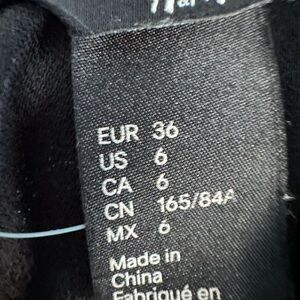 EUR 36
US 6
CA 6
CN 165/84A
MX 6
Made in
China
Fabriqué en